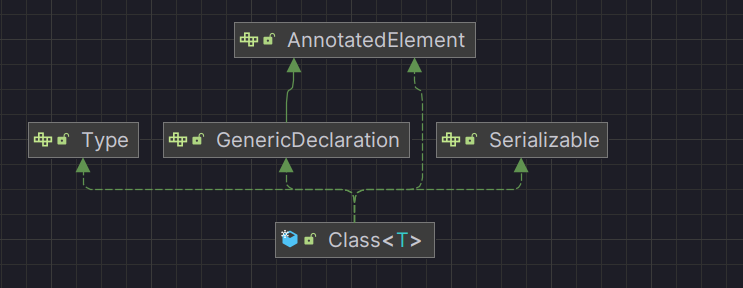 AnnotatedElement
Type
GenericDeclaration
Serializable
Class<T>